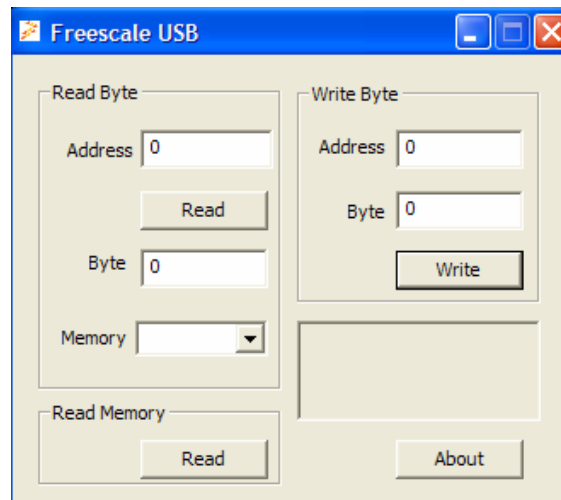 Freescale USB
Read Byte
Address 0
Read
Byte 0
Memory
Read Memory
Read
Write Byte
Address 0
Byte 0
Write
About